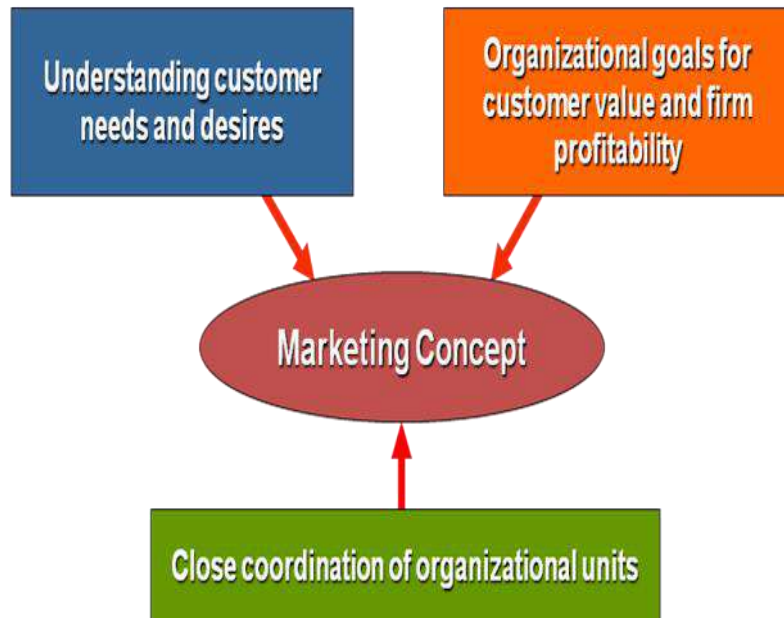 Understanding customer
needs and desires
Organizational goals for
customer value and firm
profitability
Marketing Concept
Close coordination of organizational units